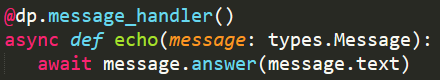 @dp.message_handler()
async def echo(message: types.Message):
    await message.answer(message.text)